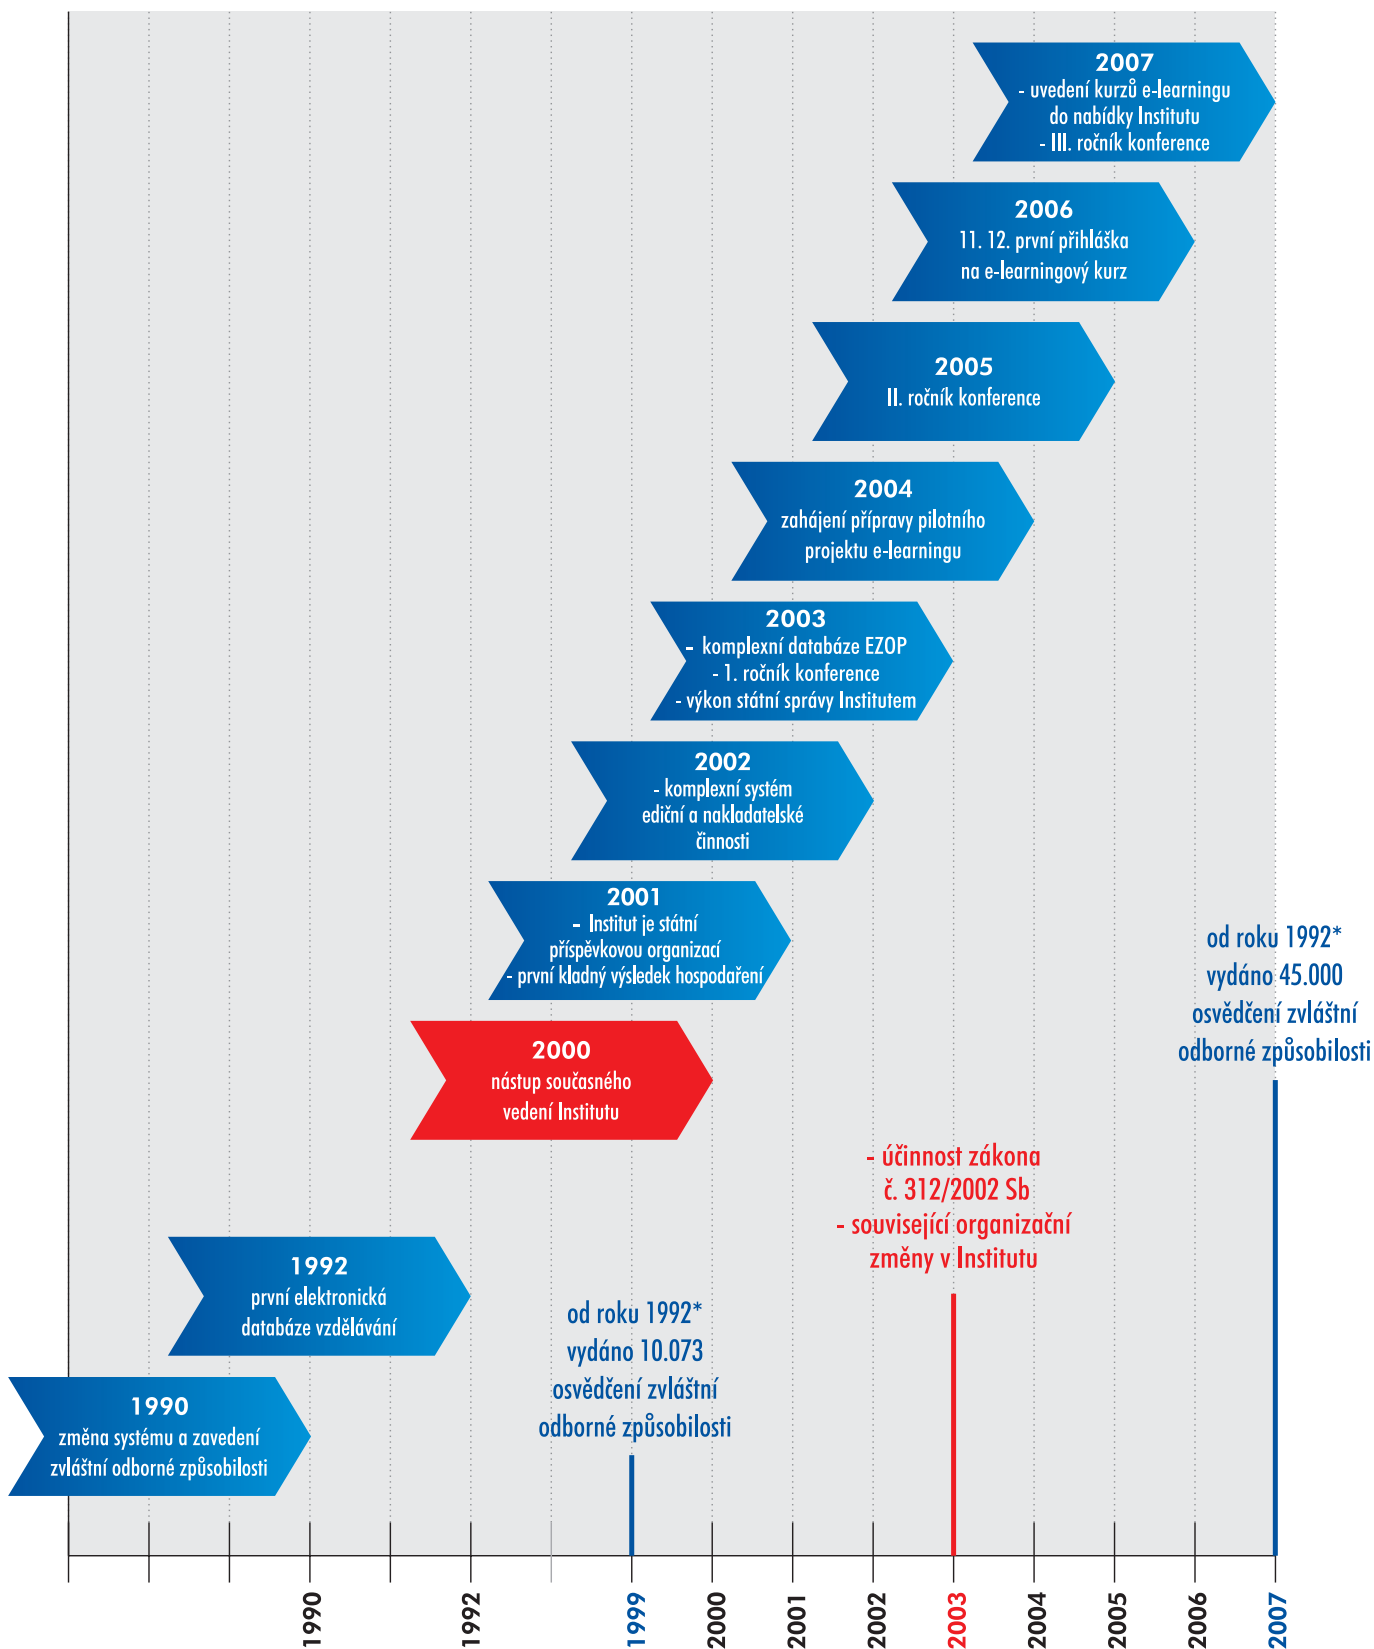 2007
- uvedení kurzů e-learningu
do nabídky Institutu
- III. ročník konference
2006
11. 12. první přihláška
na e-learningový kurz
2005
II. ročník konference
2004
zahájení přípravy pilotního
projektu e-learningu
2003
- komplexní databáze EZOP
- 1. ročník konference
- výkon státní správy Institutem
2002
- komplexní systém
ediční a nakladatelské
činnosti
2001
- Institut je státní
příspěvkovou organizací
- první kladný výsledek hospodaření
od roku 1992*
vydáno 45.000
osvědčení zvláštní
odborné způsobilosti
2000
nástup současného
vedení Institutu
- účinnost zákona
č. 312/2002 Sb
- související organizační
změny v Institutu
1992
první elektronická
databáze vzdělávání
od roku 1992*
vydáno 10.073
osvědčení zvláštní
odborné způsobilosti
1990
změna systému a zavedení
zvláštní odborné způsobilosti
1990
1992
1999
2000
2001
2002
2003
2004
2005
2006
2007